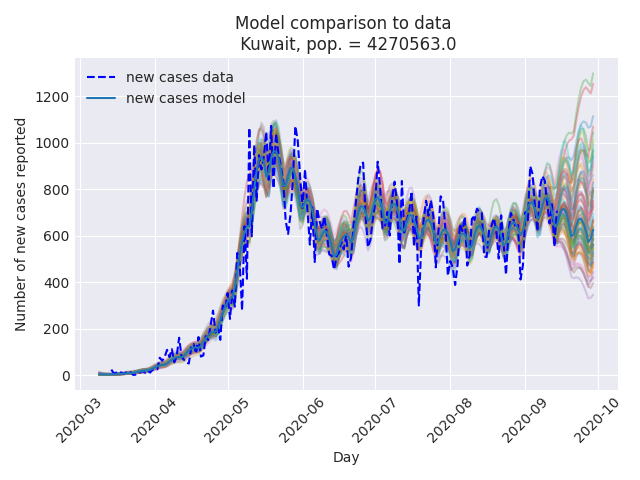 Model comparison to data
Kuwait, pop. = 4270563.0
new cases data
new cases model
Number of new cases reported
1200
1000
800
600
400
200
0
2020-03
2020-04
2020-05
2020-06
2020-07
2020-08
2020-09
2020-10
Day